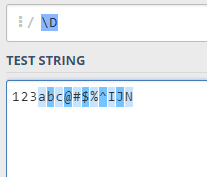 / \D
TEST STRING
123abc@#$%^IJN